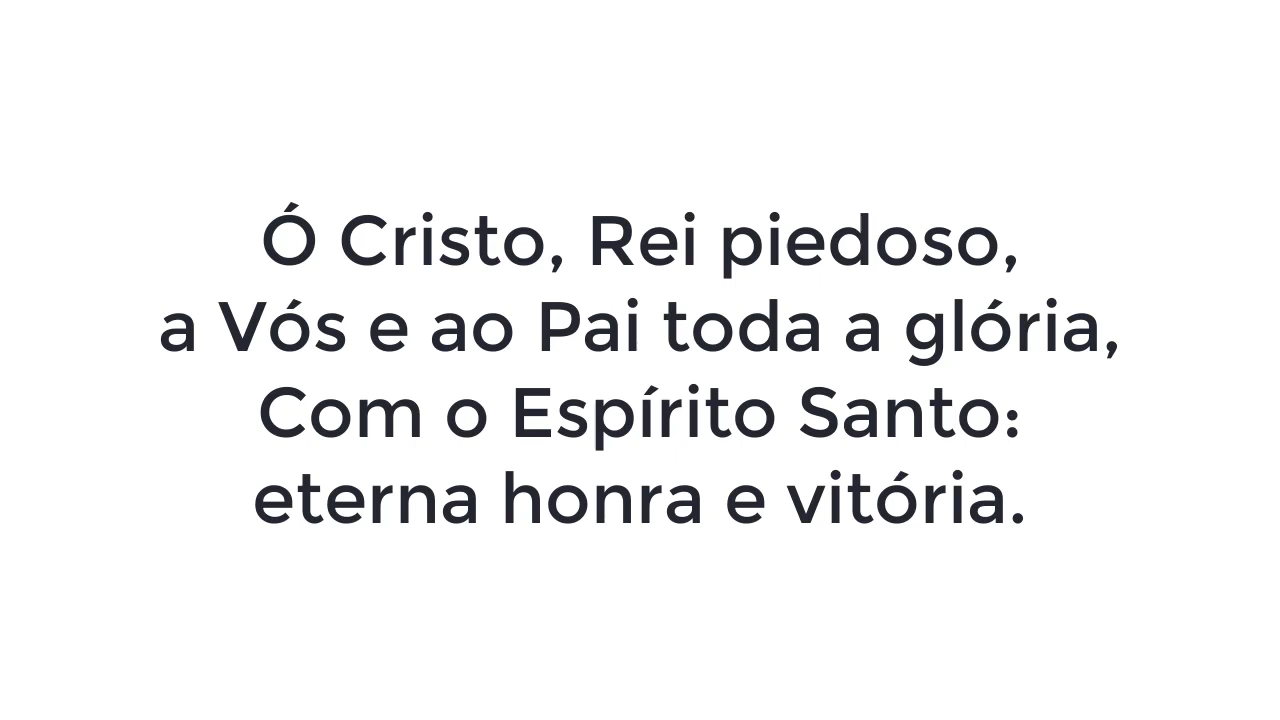 Ó Cristo, Rei piedoso,
a Vós e ao Pai toda a glória,
Com o Espírito Santo:
eterna honra e vitória.